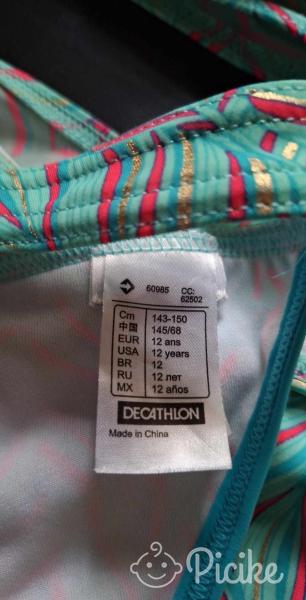 60985 CC: 62502
Cm 143-150
中国 145/68
EUR 12 ans
USA 12 years
BR 12
RU 12 лет
MX 12 años
DECATHLON
Made in China
Picike